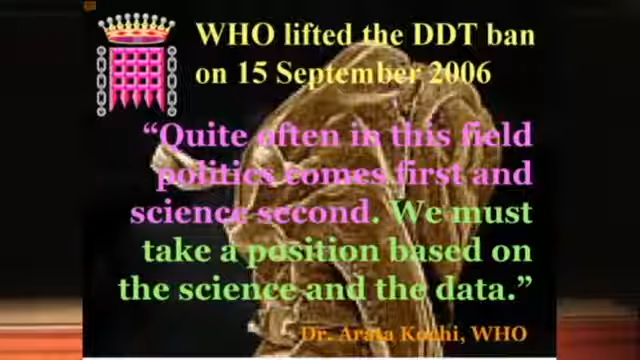 WHO lifted the DDT ban
on 15 September 2006
“Quite often in this field
politics comes first and
science second. We must
take a position based on
the science and the data.”
Dr. Arata Kochi, WHO